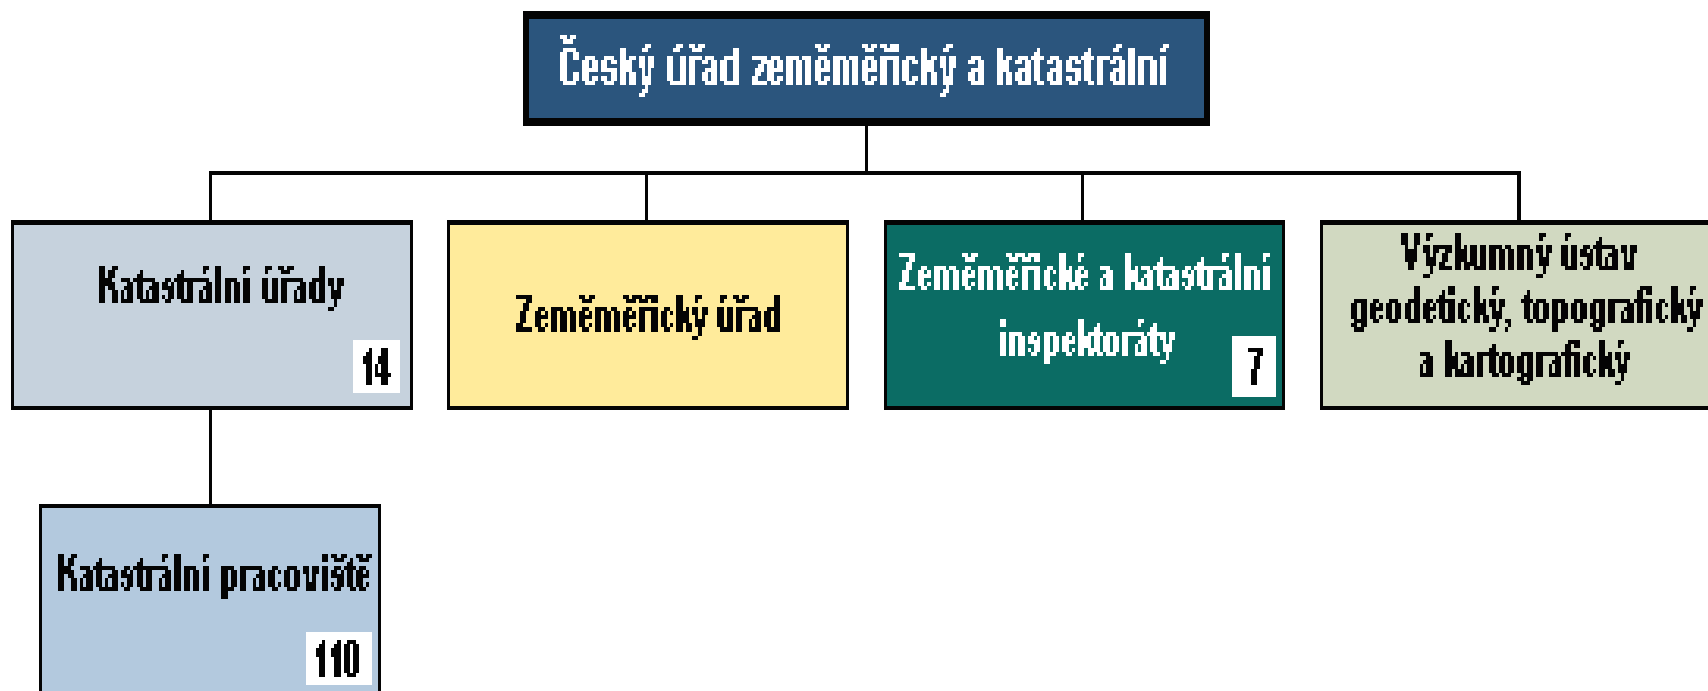 Český úřad zeměměřický a katastrální
Katastrální úřady
14
Zeměměřický úřad
Zeměměřické a katastrální
inspektoráty
7
Výzkumný ústav
geodetický, topografický
a kartografický
Katastrální pracoviště
110